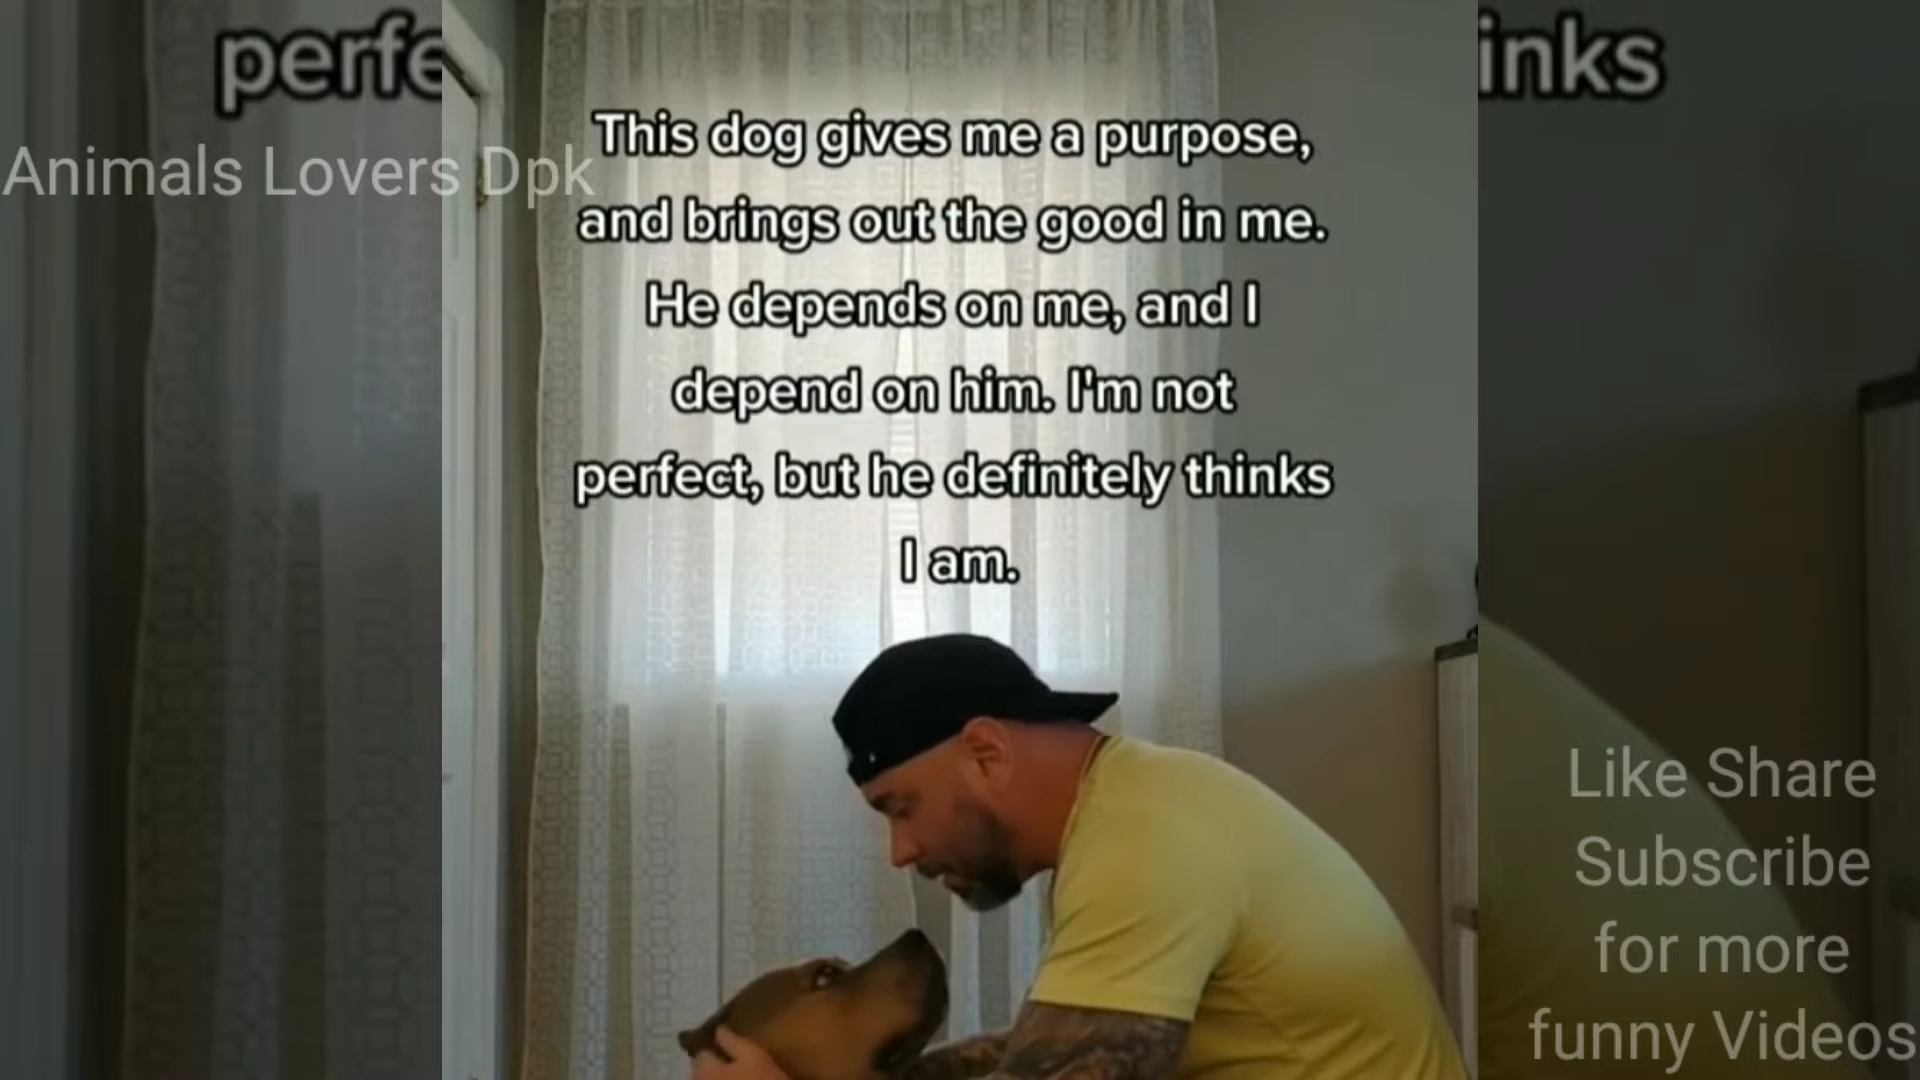 perfe
inks
Animals Lovers Dpk
This dog gives me a purpose,
and brings out the good in me.
He depends on me, and I
depend on him. I'm not
perfect, but he definitely thinks
I am.
Like Share
Subscribe
for more
funny Videos